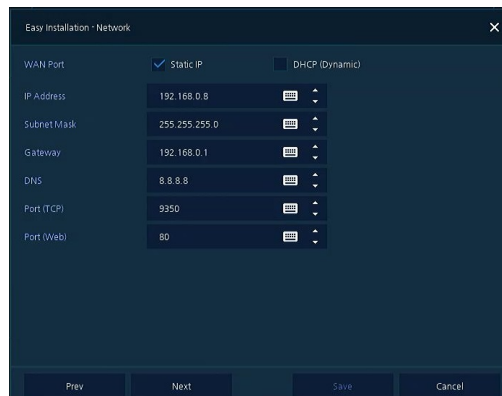 Easy Installation - Network
WAN Port Static IP DHCP (Dynamic)
IP Address 192.168.0.8
Subnet Mask 255.255.255.0
Gateway 192.168.0.1
DNS 8.8.8.8
Port (TCP) 9350
Port (Web) 80
Prev Next Save Cancel